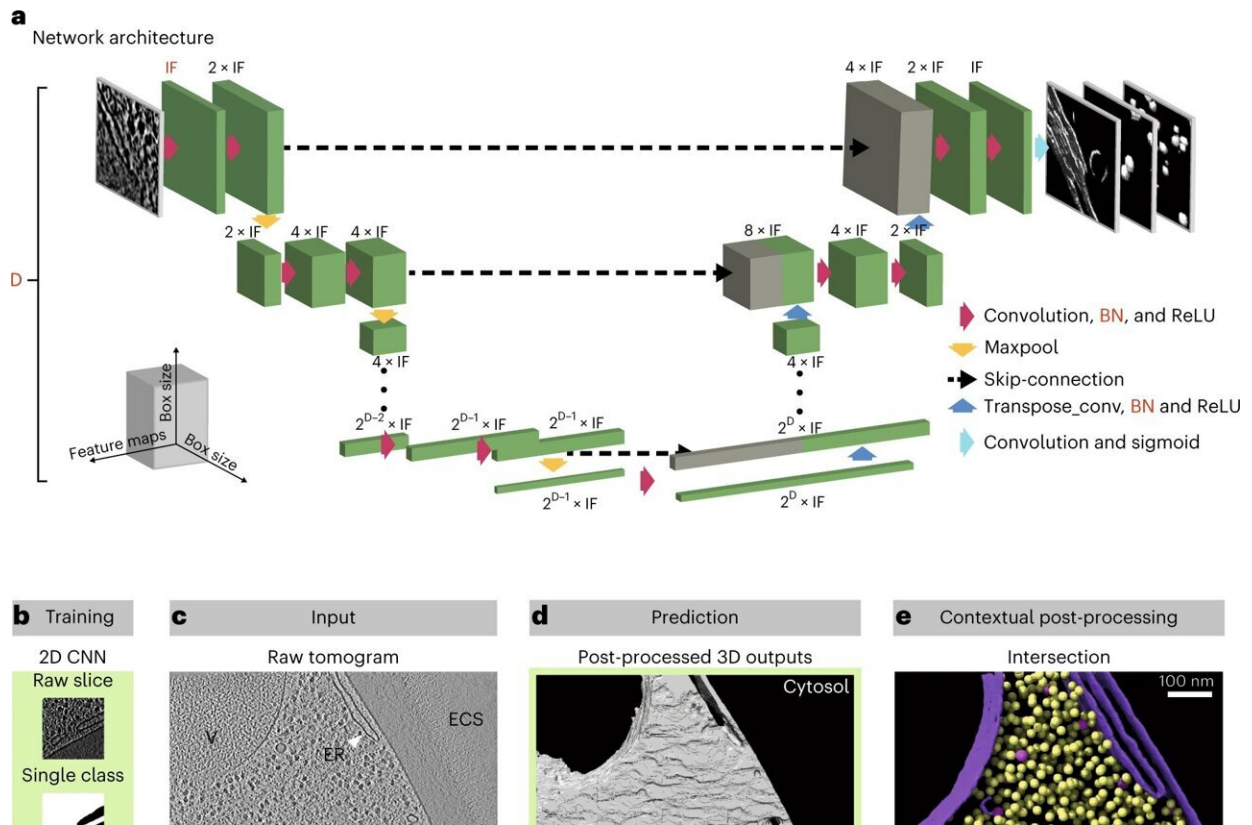 a
Network architecture
IF
2 × IF
4 × IF
2 × IF
IF
D
2 × IF
4 × IF
4 × IF
8 × IF
4 × IF
2 × IF
4 × IF
4 × IF
Convolution, BN, and ReLU
Maxpool
Skip-connection
Transpose_conv, BN and ReLU
Convolution and sigmoid
Box size
Feature maps
Box size
2^D–2 × IF
2^D–1 × IF
2^D–1 × IF
2^D × IF
2^D–1 × IF
2^D × IF
b Training
2D CNN
Raw slice
Single class
c Input
Raw tomogram
V
ER
ECS
d Prediction
Post-processed 3D outputs
Cytosol
e Contextual post-processing
Intersection
100 nm